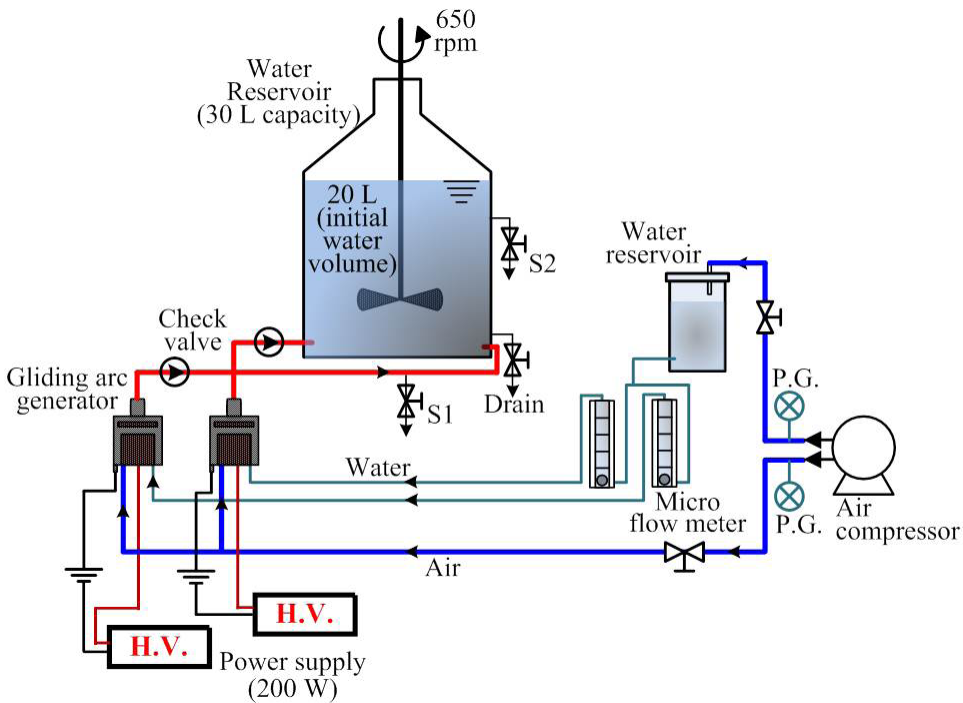 650
rpm
Water
Reservoir
(30 L capacity)
20 L
(initial
water
volume)
S2
Water
reservoir
Check
valve
Gliding arc
generator
S1
Drain
P.G.
Water
Micro
flow meter
P.G.
Air
compressor
Air
H.V.
H.V.
Power supply
(200 W)